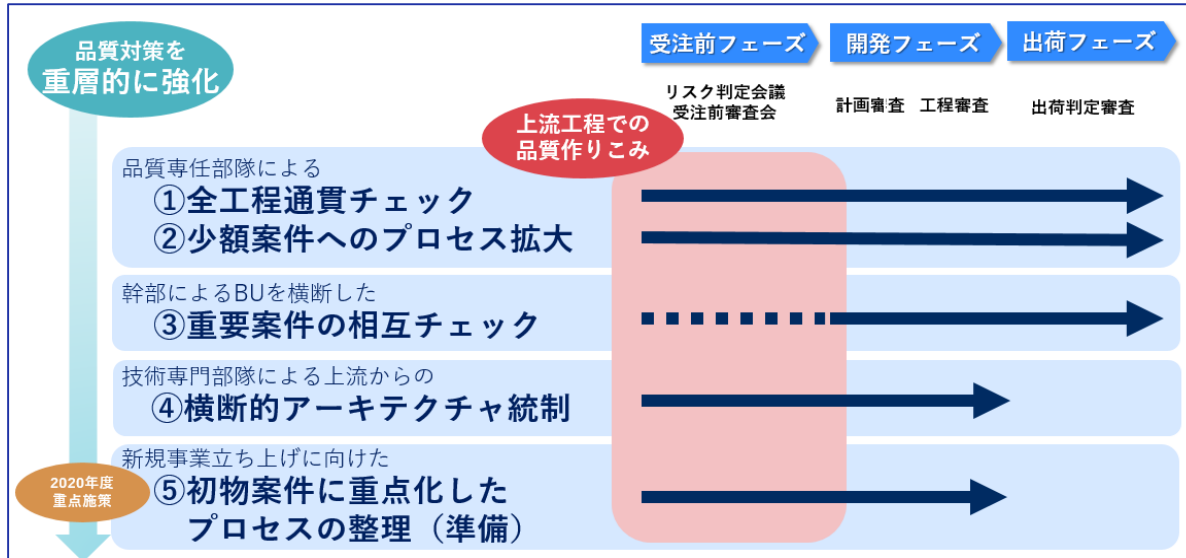 品質対策を
重層的に強化
受注前フェーズ
開発フェーズ
出荷フェーズ
リスク判定会議
受注前審査会
計画審査 工程審査
出荷判定審査
上流工程での
品質作りこみ
品質専任部隊による
①全工程通貫チェック
②少額案件へのプロセス拡大
幹部によるBUを横断した
③重要案件の相互チェック
技術専門部隊による上流からの
④横断的アーキテクチャ統制
新規事業立ち上げに向けた
2020年度
重点施策
⑤初物案件に重点化した
プロセスの整理（準備）